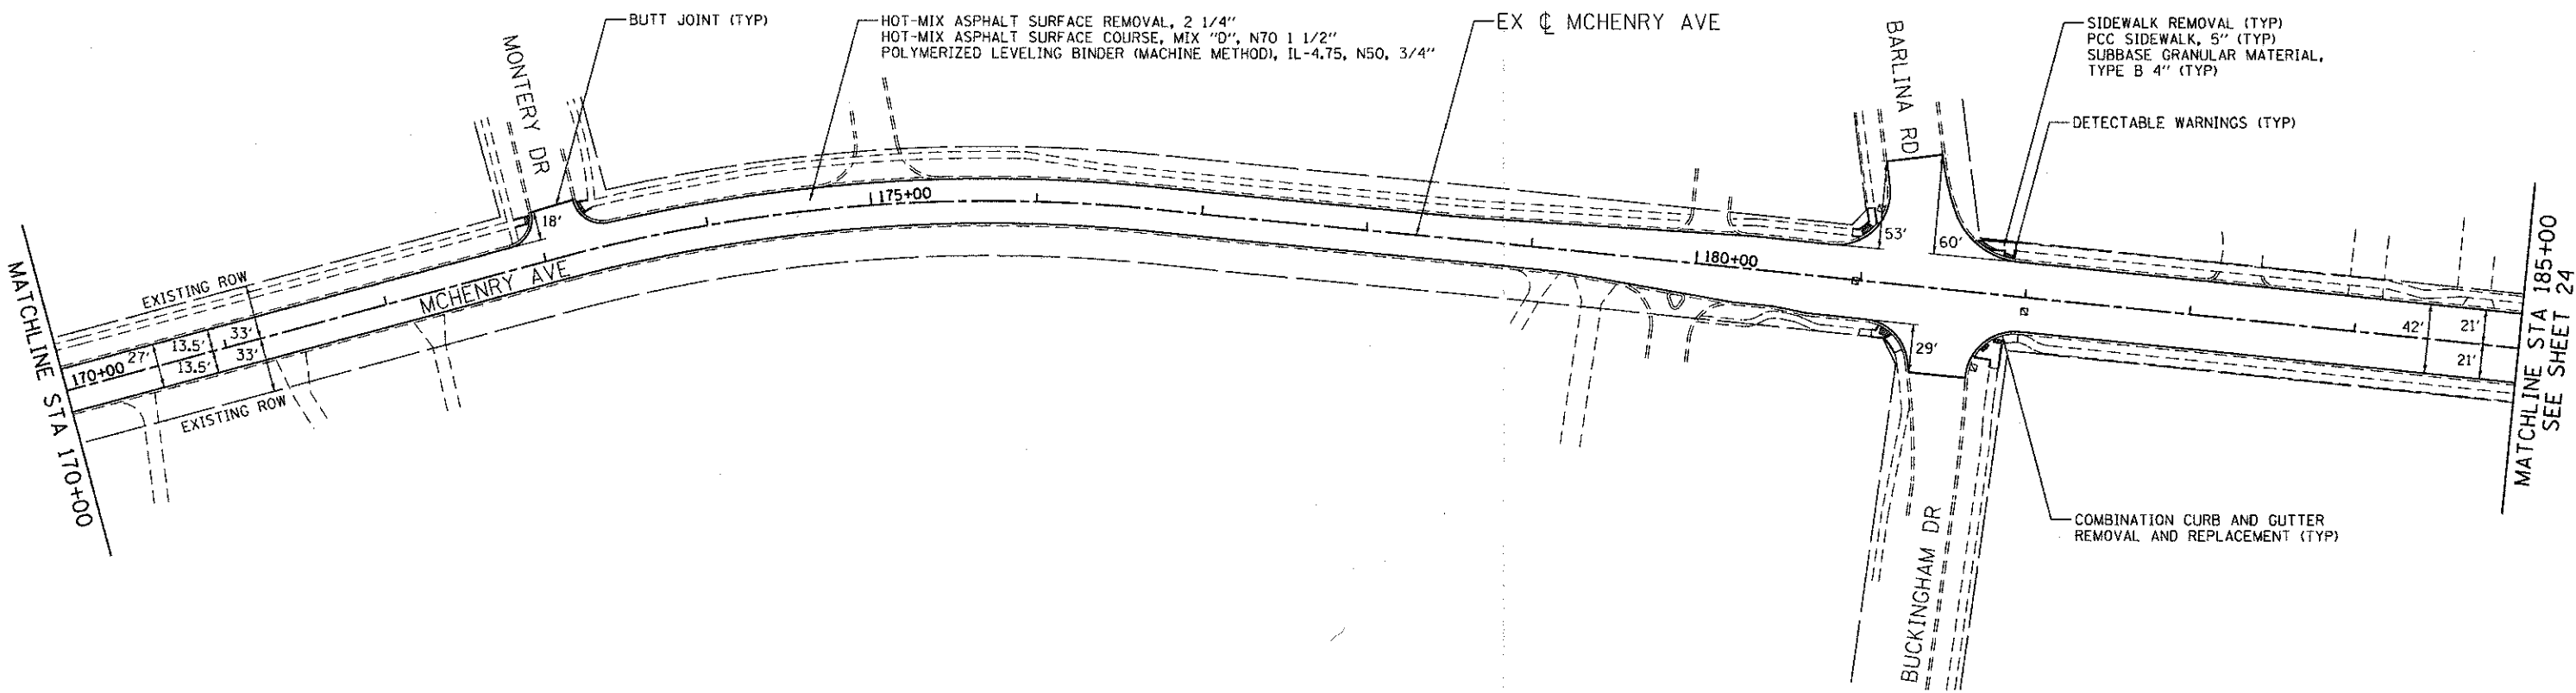 BUTT JOINT (TYP)
HOT-MIX ASPHALT SURFACE REMOVAL, 2 1/4"
HOT-MIX ASPHALT SURFACE COURSE, MIX "D", N70 1 1/2"
POLYMERIZED LEVELING BINDER (MACHINE METHOD), IL-4.75, N50, 3/4"
EX ℄ MCHENRY AVE
SIDEWALK REMOVAL (TYP)
PCC SIDEWALK, 5" (TYP)
SUBBASE GRANULAR MATERIAL,
TYPE B 4" (TYP)
DETECTABLE WARNINGS (TYP)
MONTERY DR
BARLINA RD
175+00
18'
53'
60'
180+00
MCHENRY AVE
EXISTING ROW
33'
13.5'
27'
170+00
13.5'
33'
EXISTING ROW
29'
42'
21'
21'
MATCHLINE STA 170+00
MATCHLINE STA 185+00
SEE SHEET 24
COMBINATION CURB AND GUTTER
REMOVAL AND REPLACEMENT (TYP)
BUCKINGHAM DR